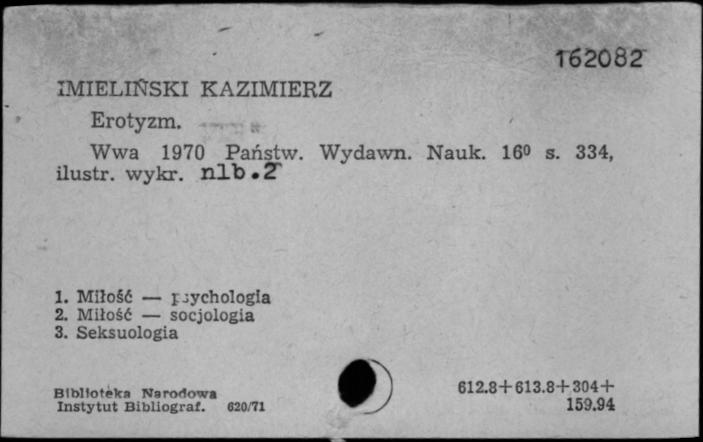 162082
IMIELIŃSKI KAZIMIERZ
Erotyzm.
Wwa 1970 Państw. Wydawn. Nauk. 16⁰ s. 334,
ilustr. wykr. nlb.2
1. Miłość — psychologia
2. Miłość — socjologia
3. Seksuologia
Biblioteka Narodowa
Instytut Bibliograf. 620/71
612.8+613.8+304+
159.94